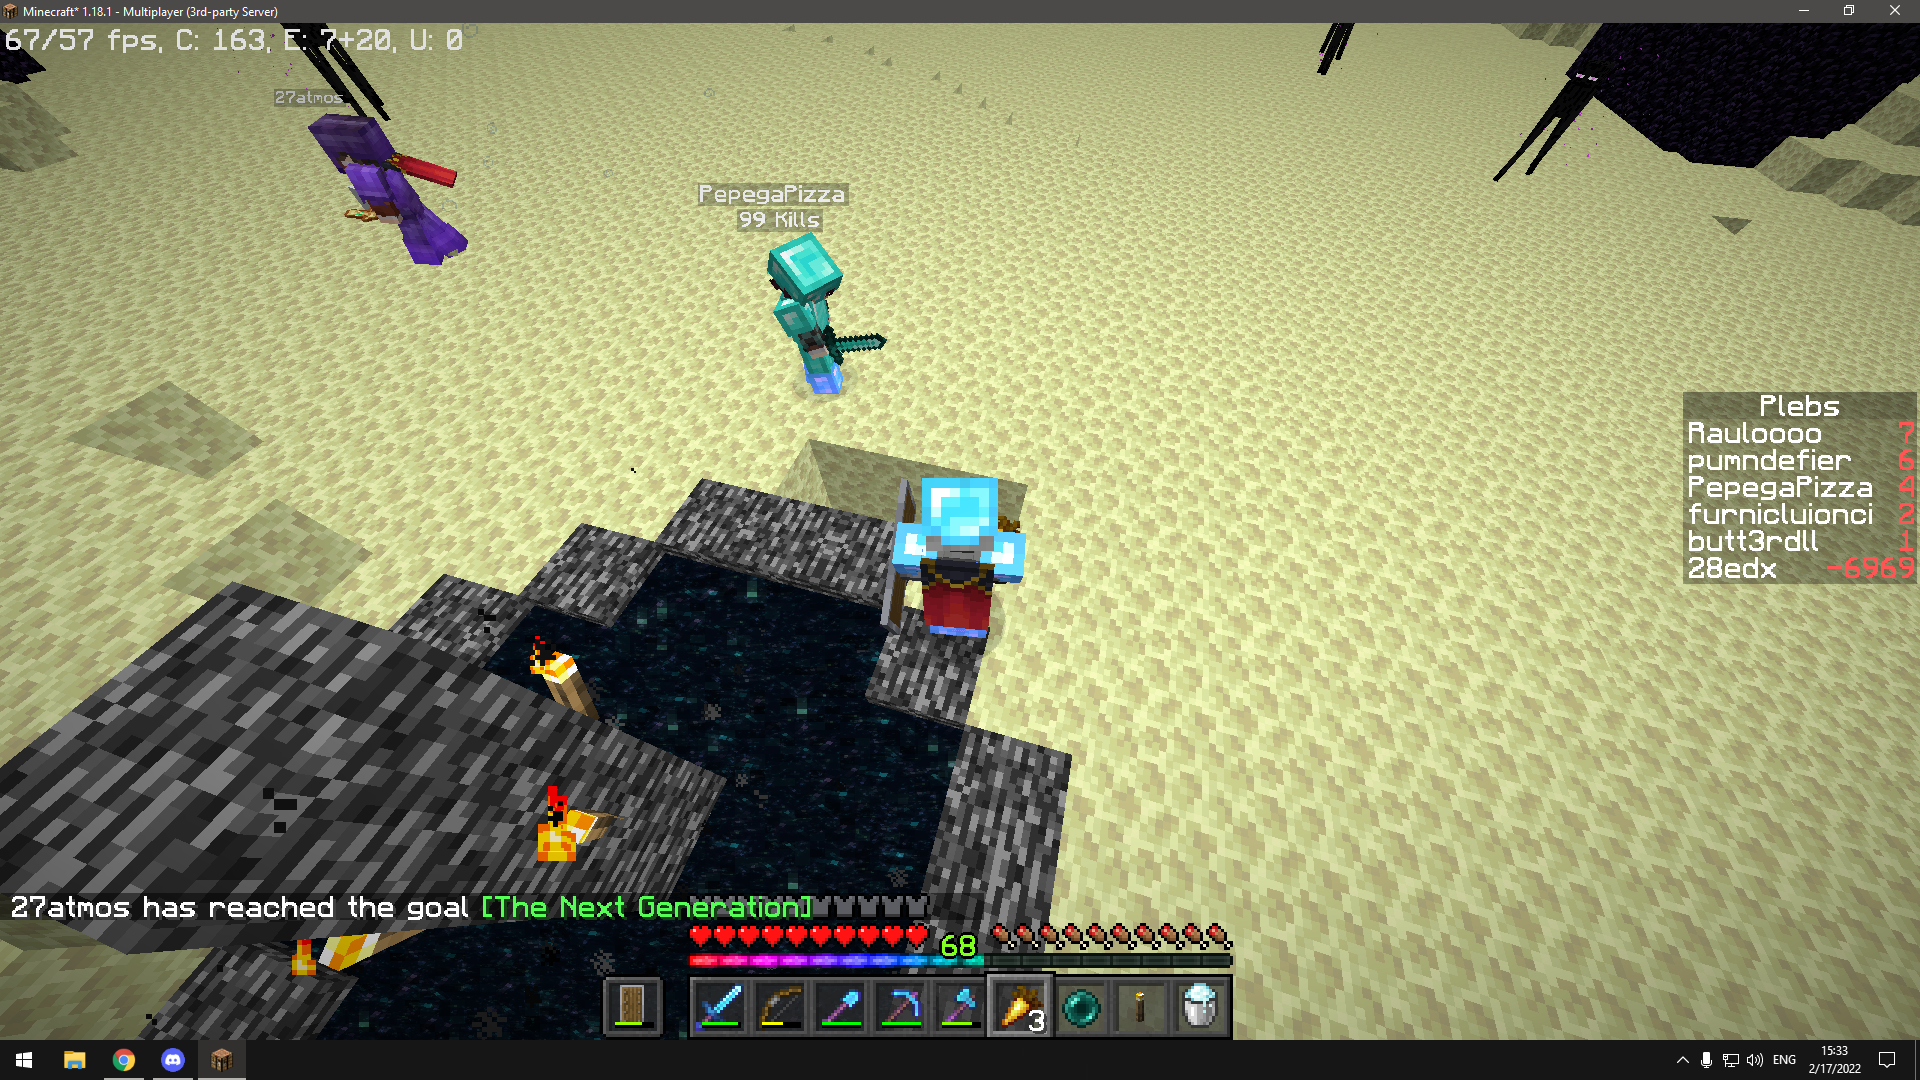 Minecraft* 1.18.1 - Multiplayer (3rd-party Server)
67/57 fps, C: 163, E: 7+20, U: 0
27atmos
PepegaPizza
99 Kills
Plebs
Rauloooo 7
pumndefier 6
PepegaPizza 4
furnicluionci 2
butt3rdll 1
28edx -6969
27atmos has reached the goal [The Next Generation]
68
3
ENG
15:33
2/17/2022